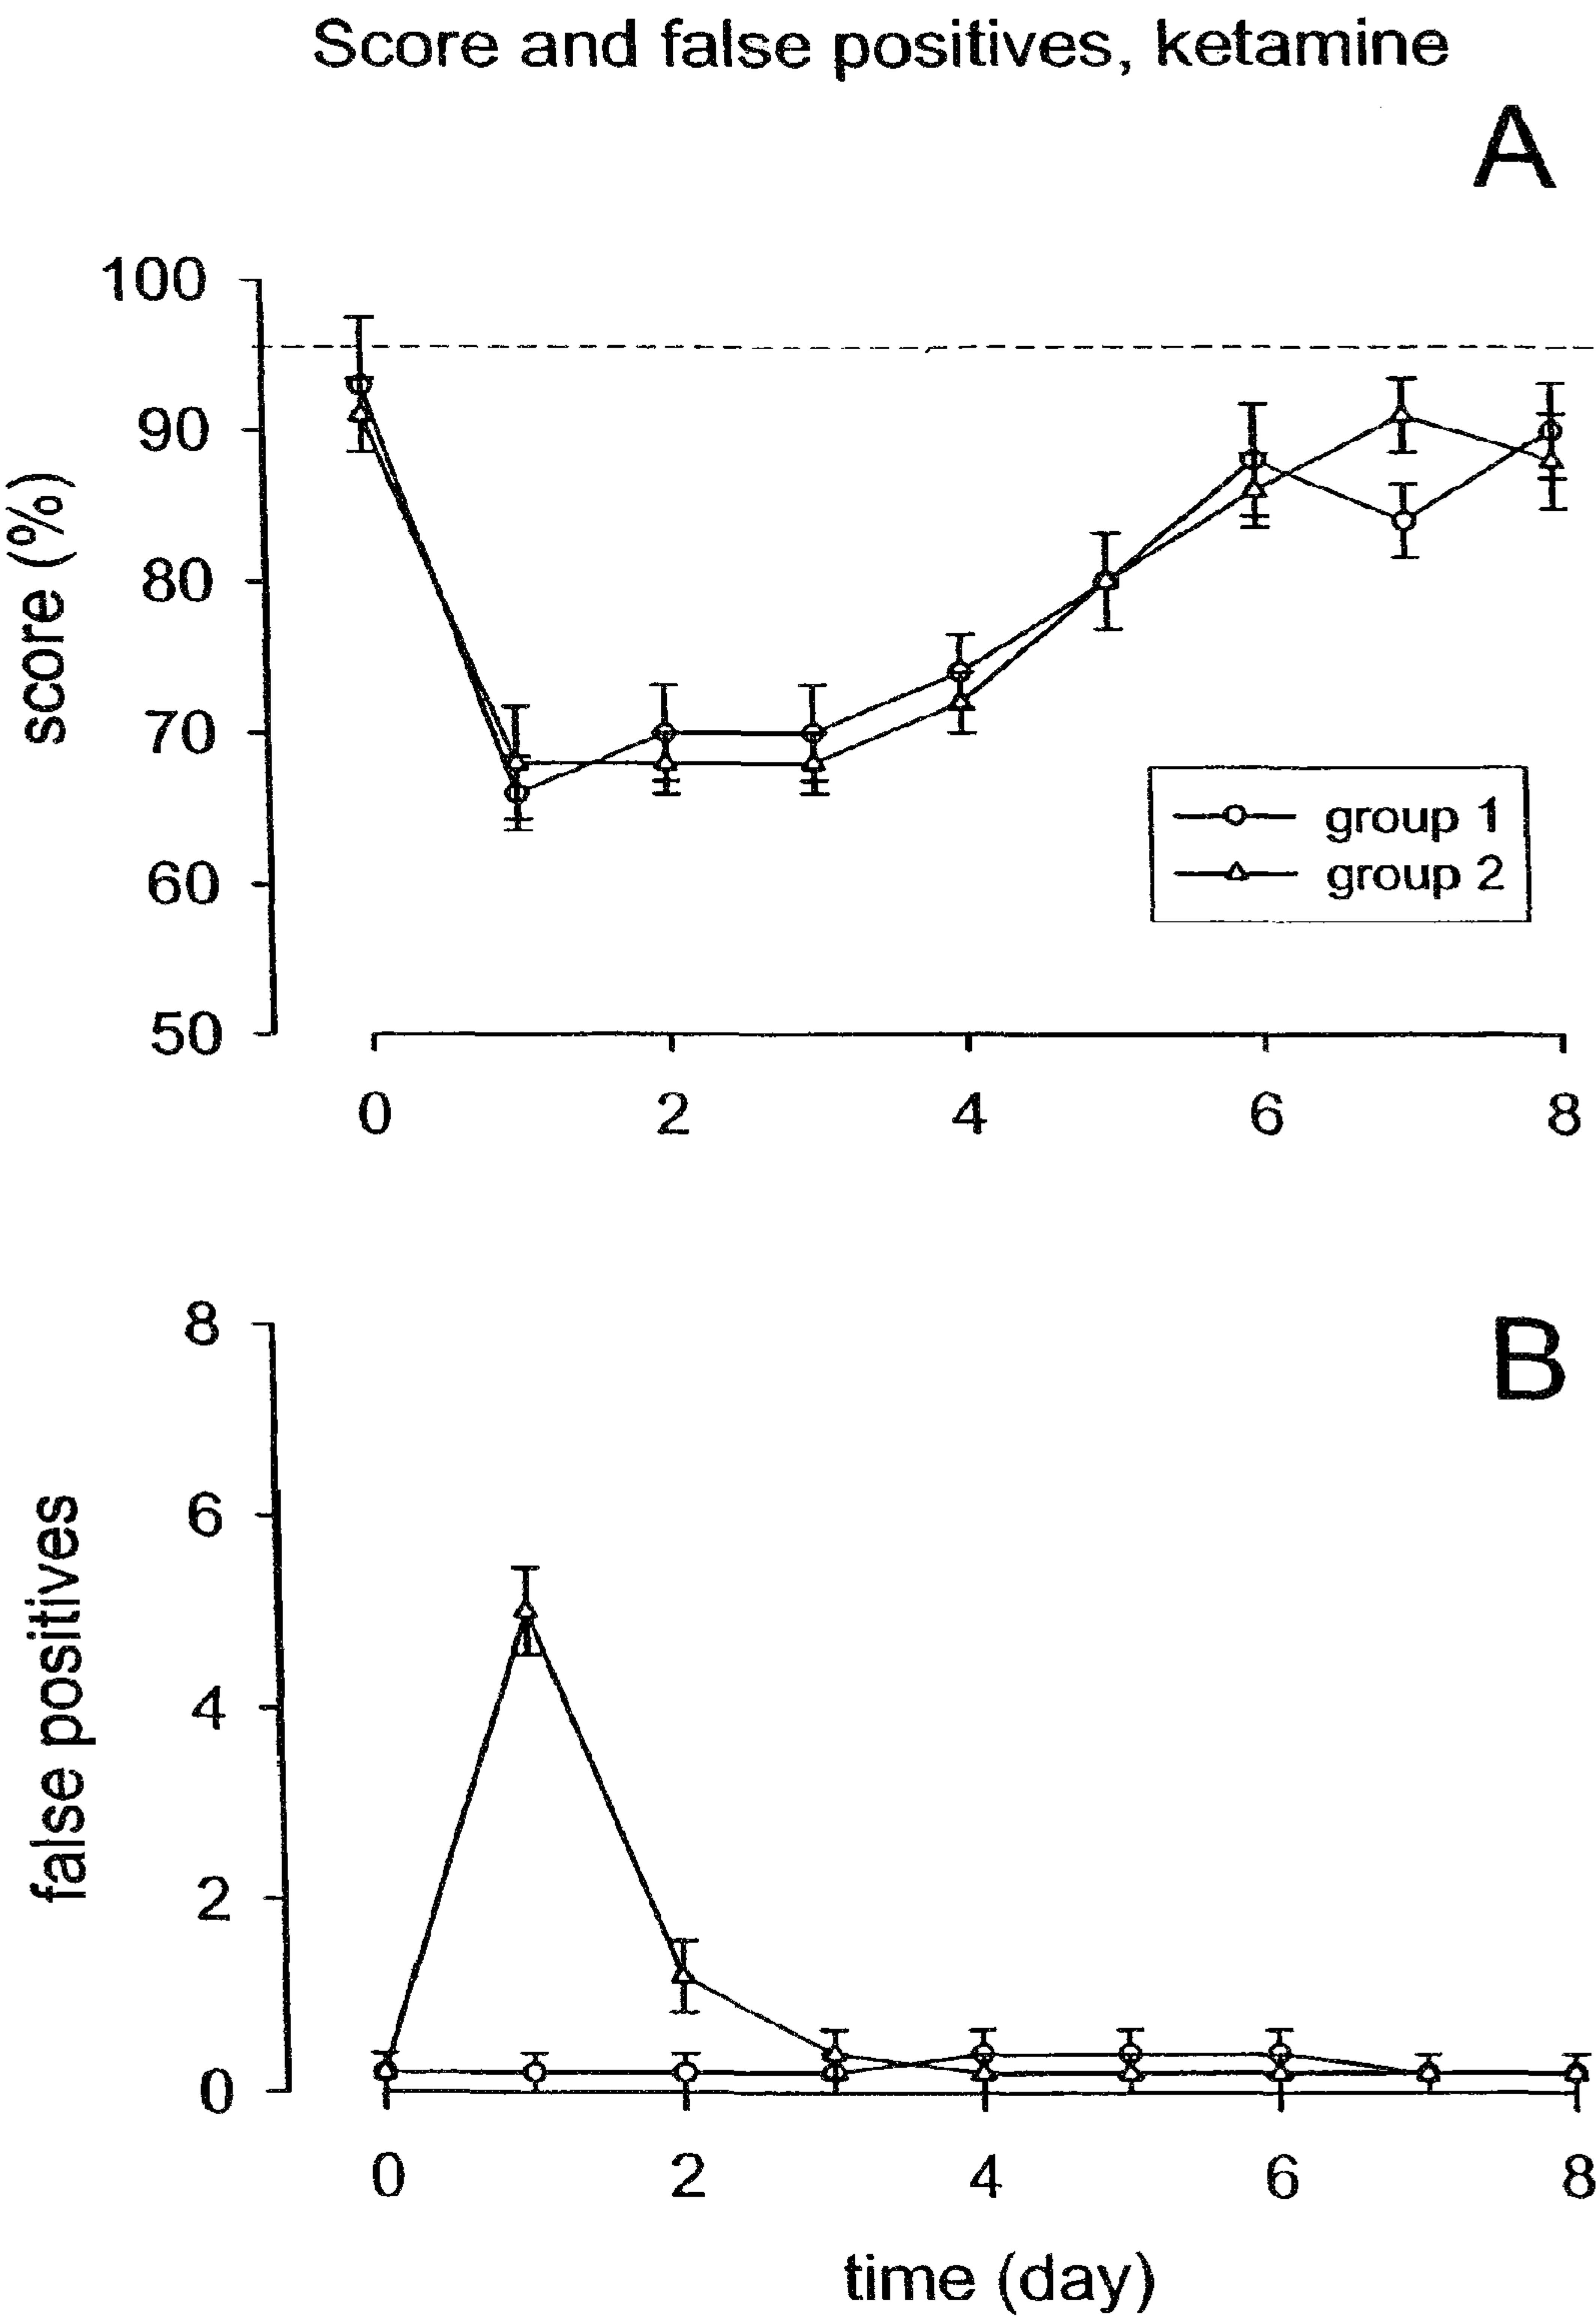 Score and false positives, ketamine
A
100
90
80
70
60
50
score (%)
group 1
group 2
0 2 4 6 8
B
8
6
4
2
0
false positives
0 2 4 6 8
time (day)